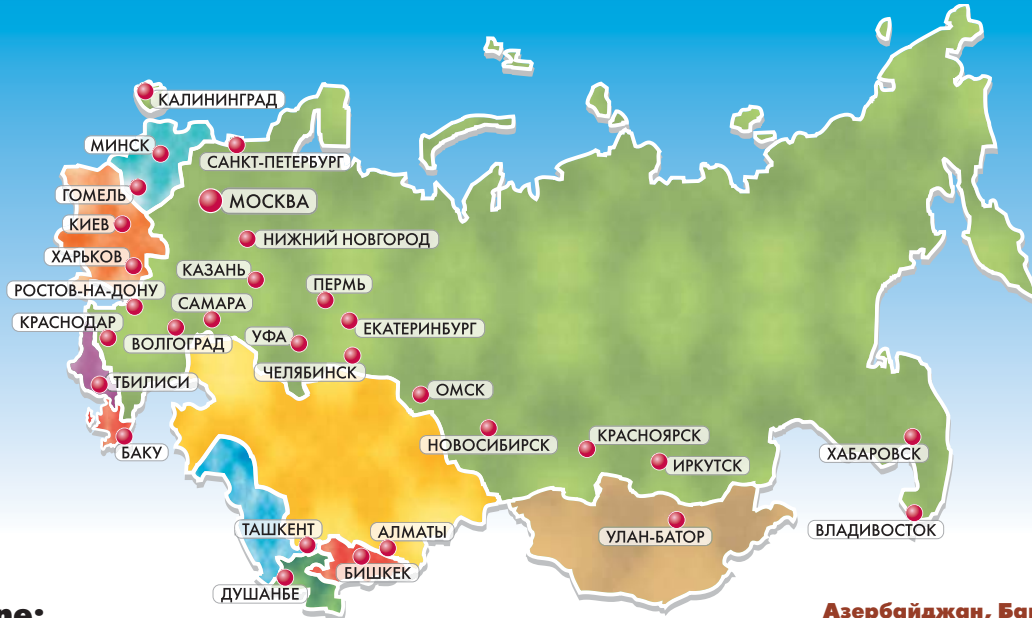 КАЛИНИНГРАД
МИНСК
САНКТ-ПЕТЕРБУРГ
ГОМЕЛЬ
МОСКВА
КИЕВ
НИЖНИЙ НОВГОРОД
ХАРЬКОВ
КАЗАНЬ
ПЕРМЬ
РОСТОВ-НА-ДОНУ
САМАРА
КРАСНОДАР
ЕКАТЕРИНБУРГ
ВОЛГОГРАД
УФА
ЧЕЛЯБИНСК
ТБИЛИСИ
ОМСК
НОВОСИБИРСК
КРАСНОЯРСК
БАКУ
ХАБАРОВСК
ИРКУТСК
ТАШКЕНТ
АЛМАТЫ
УЛАН-БАТОР
ВЛАДИВОСТОК
БИШКЕК
ДУШАНБЕ
Азербайджан, Ба